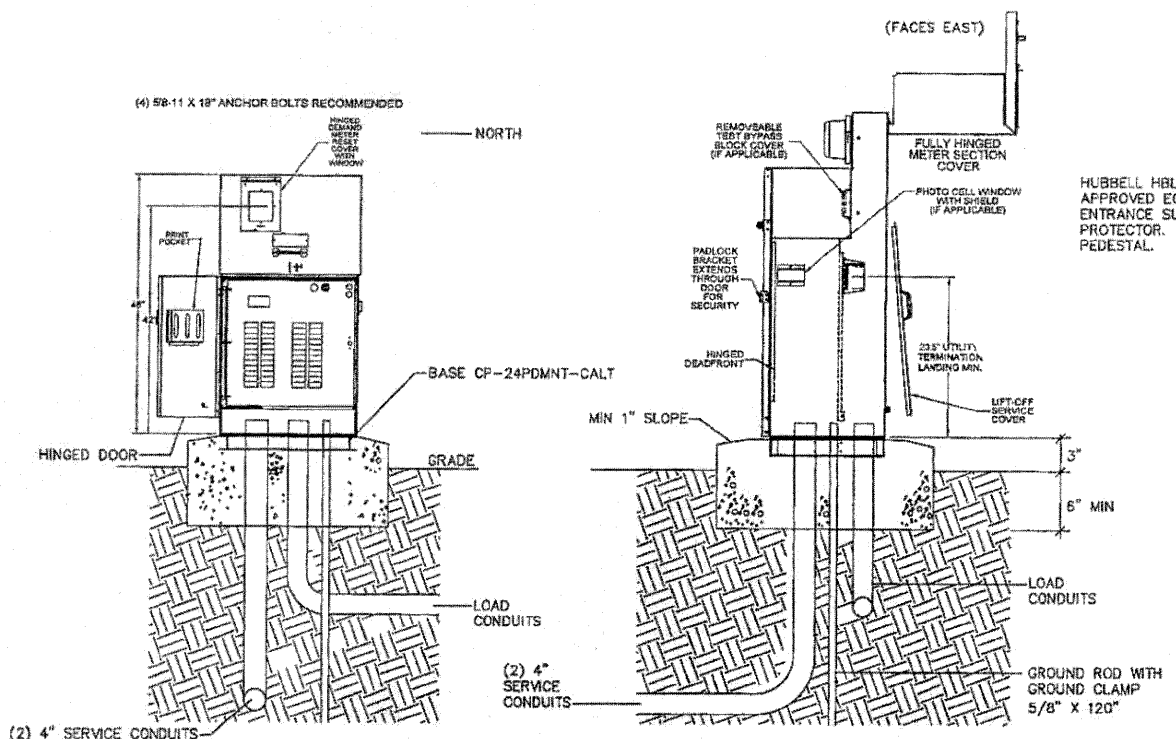 (FACES EAST)
(4) 5/8-11 X 18" ANCHOR BOLTS RECOMMENDED
HINGED
DEMAND
METER
RESET
COVER
WITH
WINDOW
NORTH
REMOVEABLE
TEST BYPASS
BLOCK COVER
(IF APPLICABLE)
FULLY HINGED
METER SECTION
COVER
PHOTO CELL WINDOW
WITH SHIELD
(IF APPLICABLE)
HUBBELL HBL
APPROVED EQ
ENTRANCE SU
PROTECTOR.
PEDESTAL.
PRINT
POCKET
PADLOCK
BRACKET
EXTENDS
THROUGH
DOOR
FOR
SECURITY
48"
42"
HINGED
DEADFRONT
23.5" UTILITY
TERMINATION
LANDING MIN.
BASE CP-24PDMNT-CALT
LIFT-OFF
SERVICE
COVER
MIN 1" SLOPE
HINGED DOOR
GRADE
3"
6" MIN
LOAD
CONDUITS
LOAD
CONDUITS
(2) 4"
SERVICE
CONDUITS
GROUND ROD WITH
GROUND CLAMP
5/8" X 120"
(2) 4" SERVICE CONDUITS